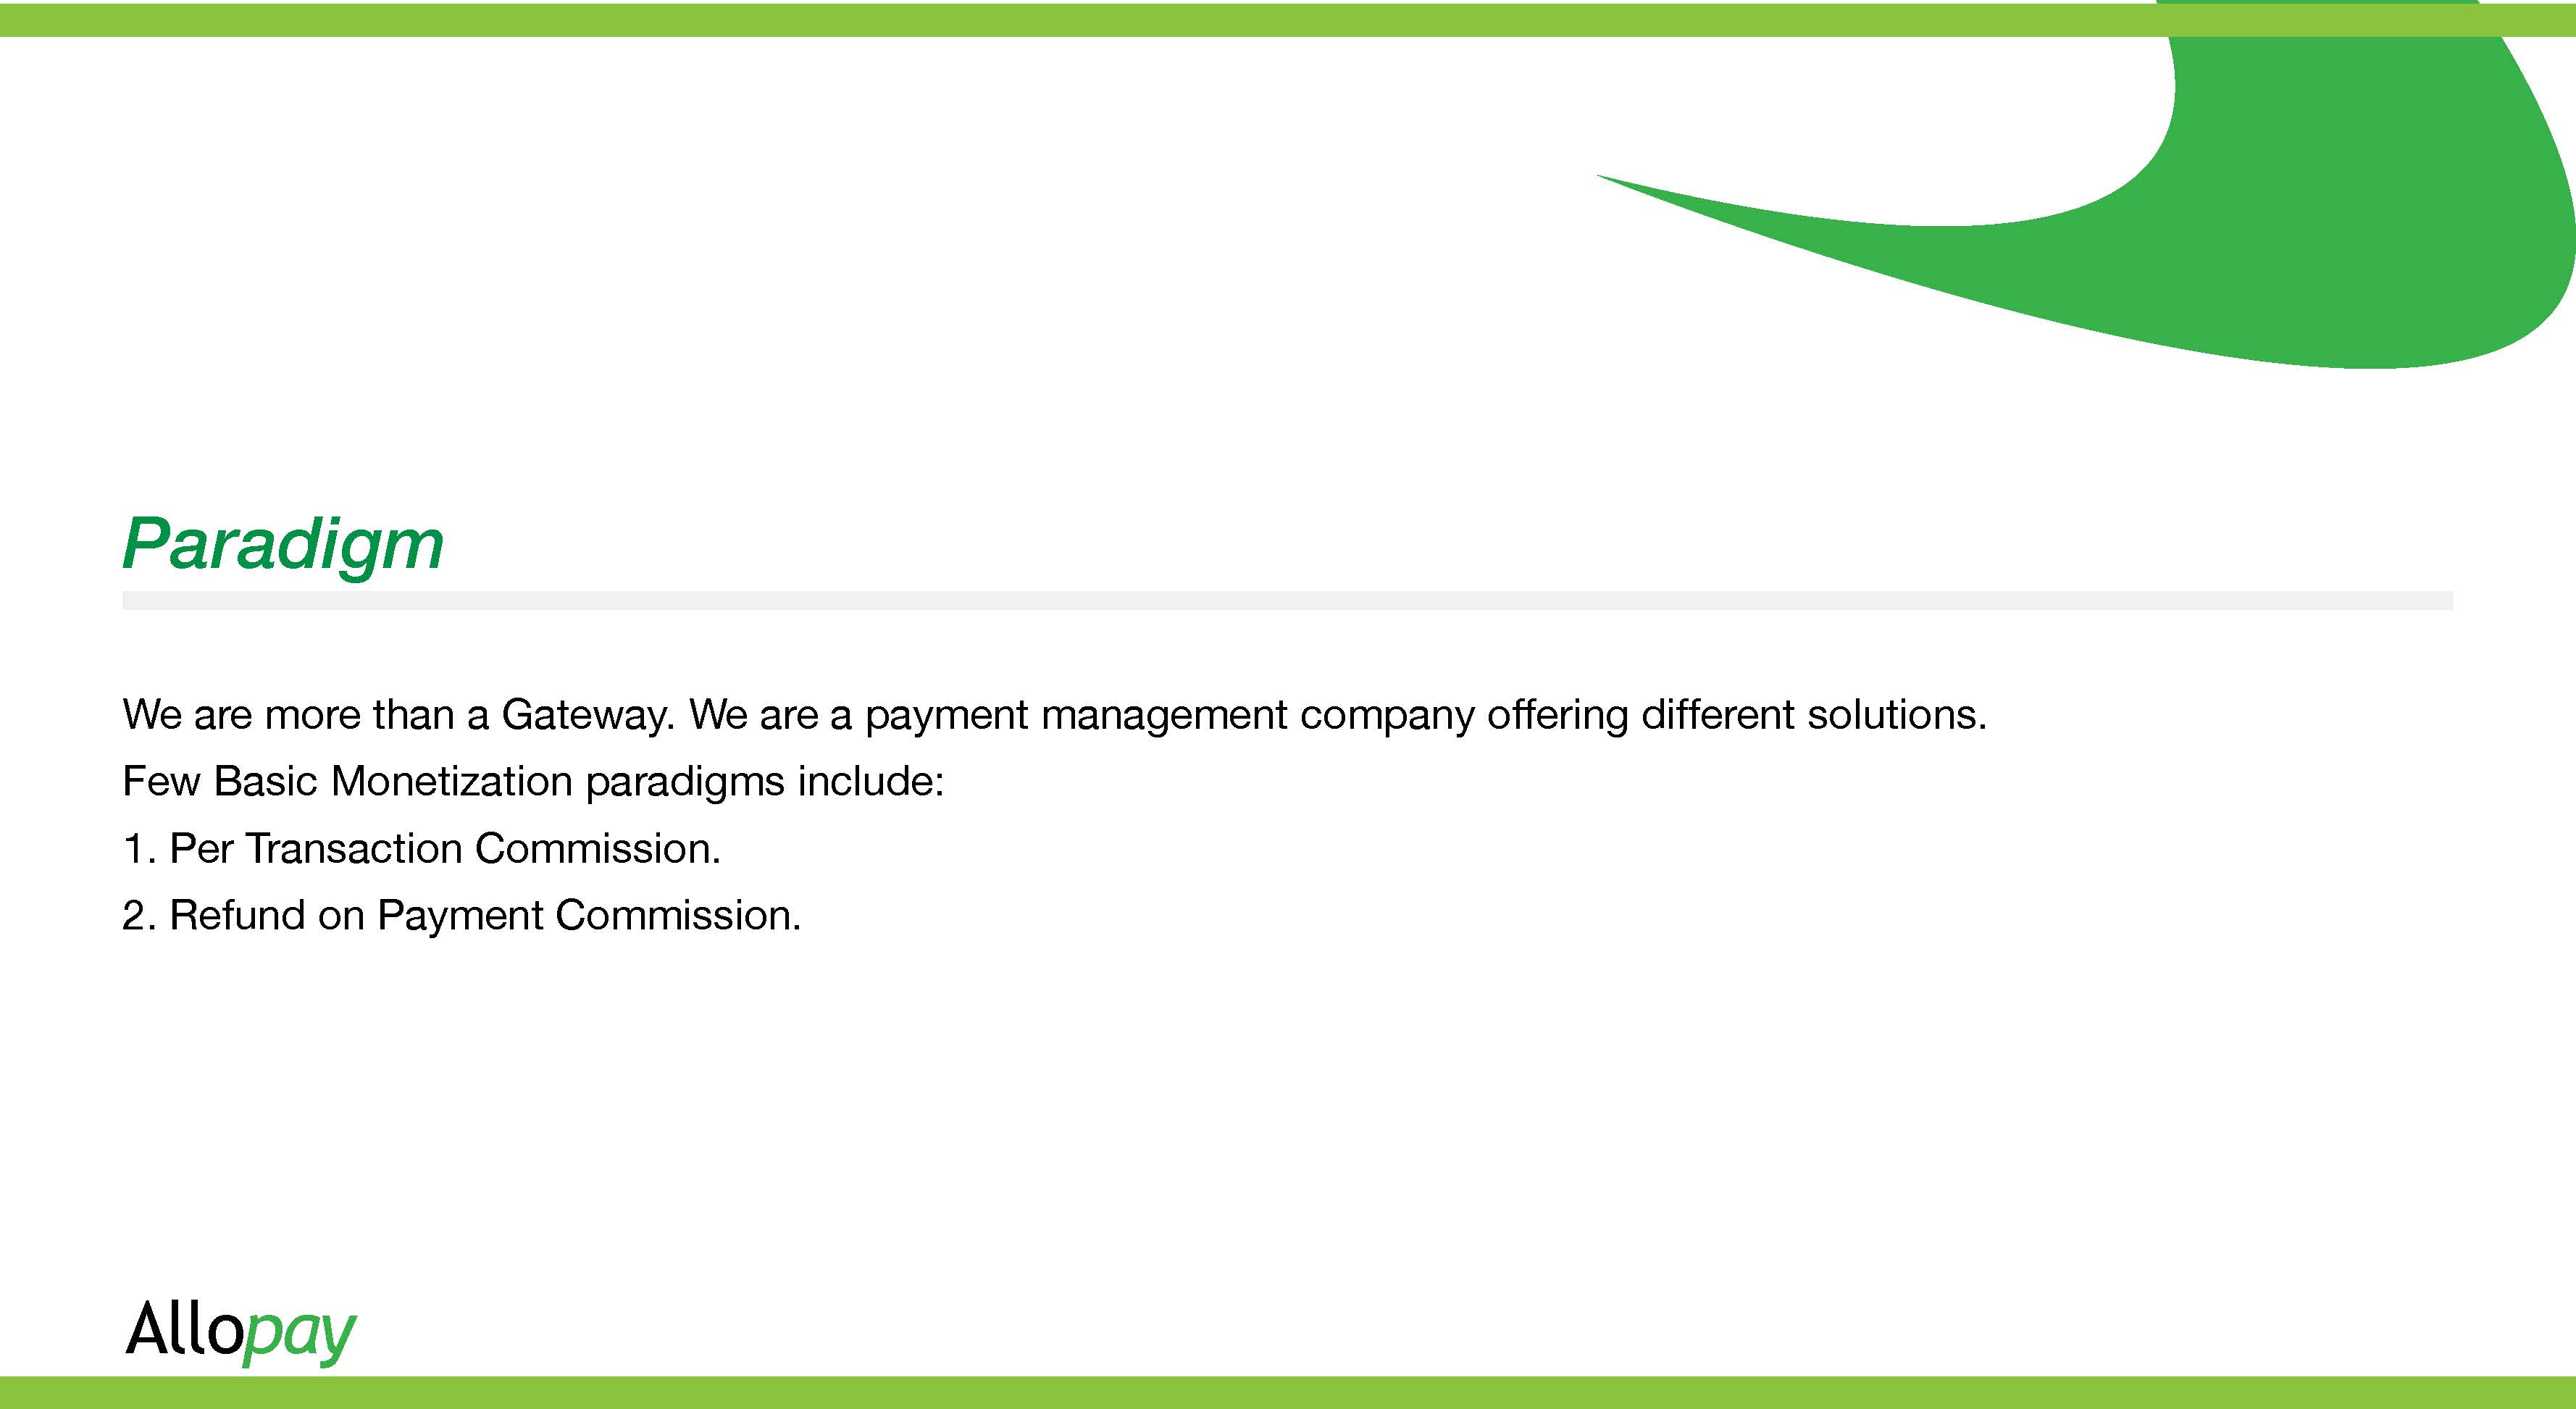 Paradigm
We are more than a Gateway. We are a payment management company offering different solutions.
Few Basic Monetization paradigms include:
1. Per Transaction Commission.
2. Refund on Payment Commission.
Allopay